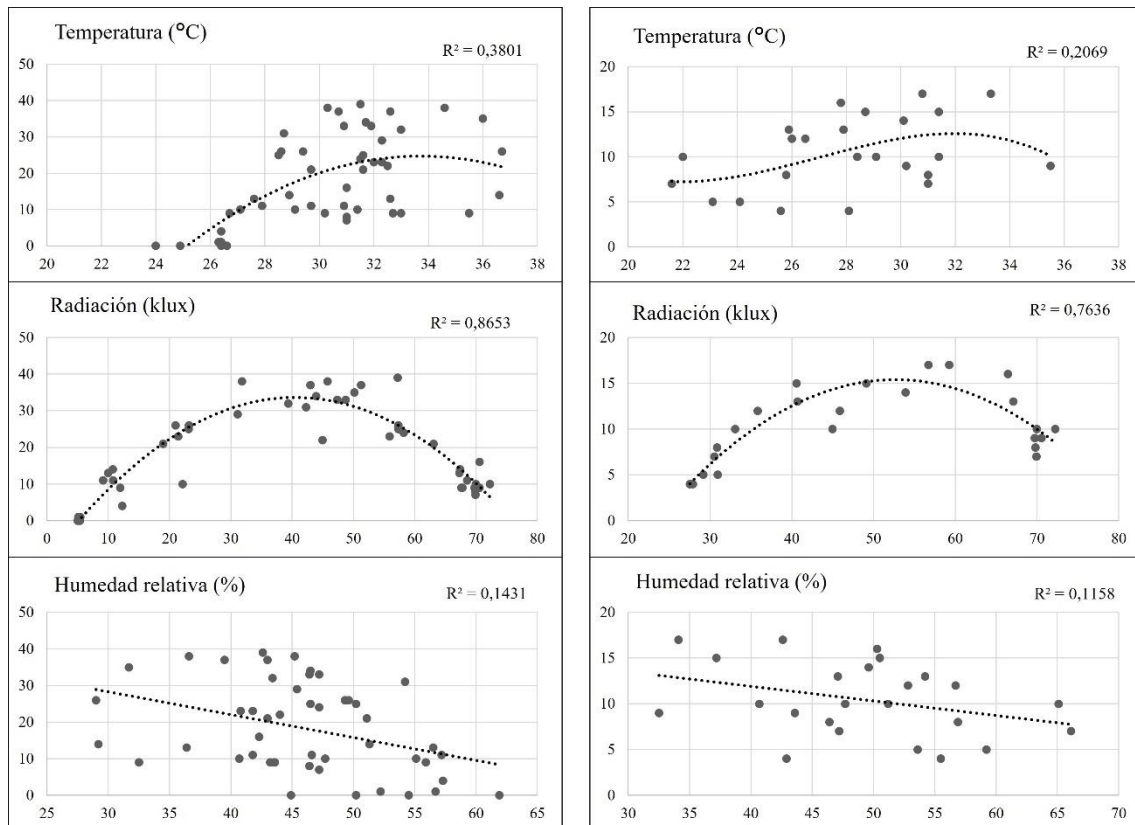 Temperatura (°C)
R² = 0,3801
50
40
30
20
10
0
20 22 24 26 28 30 32 34 36 38
Radiación (klux)
R² = 0,8653
50
40
30
20
10
0
0 10 20 30 40 50 60 70 80
Humedad relativa (%)
R² = 0,1431
50
40
30
20
10
0
25 30 35 40 45 50 55 60 65
Temperatura (°C)
R² = 0,2069
20
15
10
5
0
20 22 24 26 28 30 32 34 36 38
Radiación (klux)
R² = 0,7636
20
15
10
5
0
20 30 40 50 60 70 80
Humedad relativa (%)
R² = 0,1158
20
15
10
5
0
30 35 40 45 50 55 60 65 70